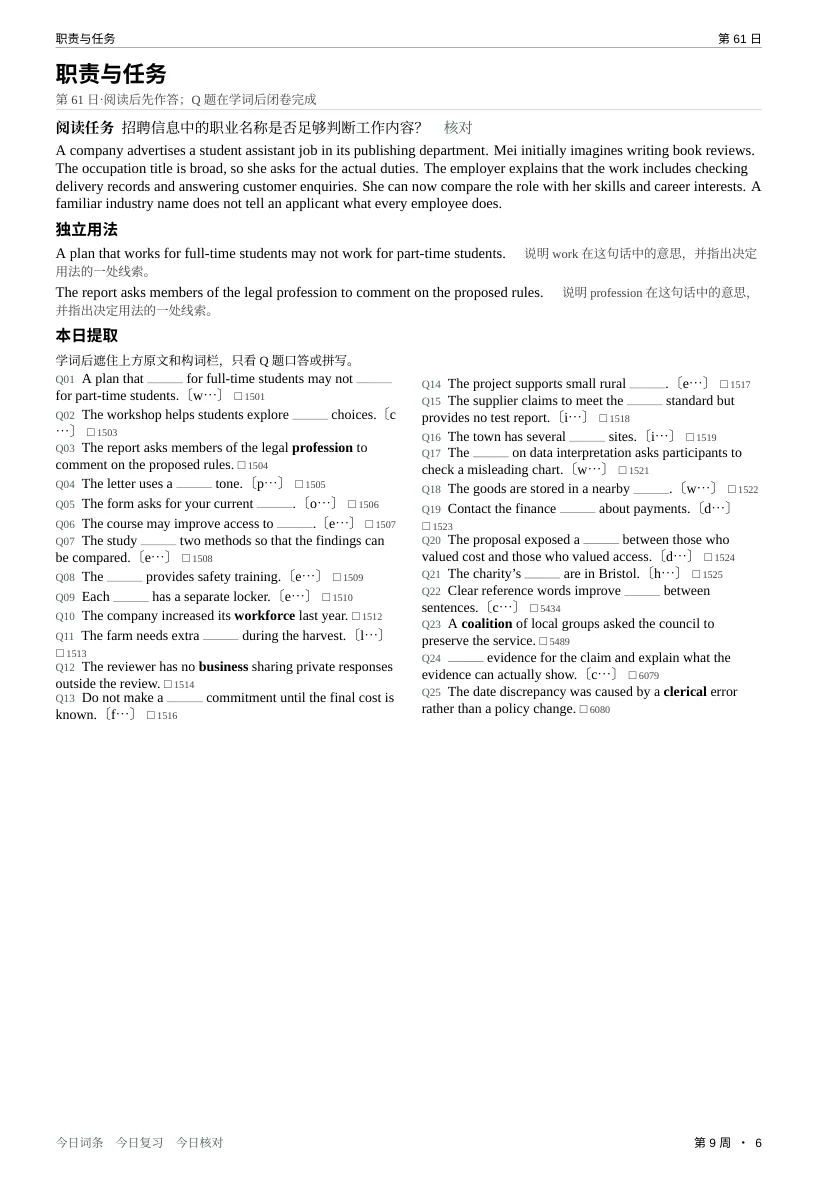 职责与任务 第 61 日
职责与任务
第 61 日·阅读后先作答；Q 题在学词后闭卷完成
阅读任务 招聘信息中的职业名称是否足够判断工作内容？ 核对
A company advertises a student assistant job in its publishing department. Mei initially imagines writing book reviews.
The occupation title is broad, so she asks for the actual duties. The employer explains that the work includes checking
delivery records and answering customer enquiries. She can now compare the role with her skills and career interests. A
familiar industry name does not tell an applicant what every employee does.
独立用法
A plan that works for full-time students may not work for part-time students. 说明 work 在这句话中的意思，并指出决定
用法的一处线索。
The report asks members of the legal profession to comment on the proposed rules. 说明 profession 在这句话中的意思，
并指出决定用法的一处线索。
本日提取
学词后遮住上方原文和构词栏，只看 Q 题口答或拼写。
Q01 A plan that _____ for full-time students may not _____
for part-time students.〔w···〕 □ 1501
Q02 The workshop helps students explore _____ choices.〔c
···〕 □ 1503
Q03 The report asks members of the legal profession to
comment on the proposed rules. □ 1504
Q04 The letter uses a _____ tone.〔p···〕 □ 1505
Q05 The form asks for your current _____.〔o···〕 □ 1506
Q06 The course may improve access to _____.〔e···〕 □ 1507
Q07 The study _____ two methods so that the findings can
be compared.〔e···〕 □ 1508
Q08 The _____ provides safety training.〔e···〕 □ 1509
Q09 Each _____ has a separate locker.〔e···〕 □ 1510
Q10 The company increased its workforce last year. □ 1512
Q11 The farm needs extra _____ during the harvest.〔l···〕
□ 1513
Q12 The reviewer has no business sharing private responses
outside the review. □ 1514
Q13 Do not make a _____ commitment until the final cost is
known.〔f···〕 □ 1516
Q14 The project supports small rural _____.〔e···〕 □ 1517
Q15 The supplier claims to meet the _____ standard but
provides no test report.〔i···〕 □ 1518
Q16 The town has several _____ sites.〔i···〕 □ 1519
Q17 The _____ on data interpretation asks participants to
check a misleading chart.〔w···〕 □ 1521
Q18 The goods are stored in a nearby _____.〔w···〕 □ 1522
Q19 Contact the finance _____ about payments.〔d···〕
□ 1523
Q20 The proposal exposed a _____ between those who
valued cost and those who valued access.〔d···〕 □ 1524
Q21 The charity’s _____ are in Bristol.〔h···〕 □ 1525
Q22 Clear reference words improve _____ between
sentences.〔c···〕 □ 5434
Q23 A coalition of local groups asked the council to
preserve the service. □ 5489
Q24 _____ evidence for the claim and explain what the
evidence can actually show.〔c···〕 □ 6079
Q25 The date discrepancy was caused by a clerical error
rather than a policy change. □ 6080
今日词条 今日复习 今日核对 第 9 周 · 6